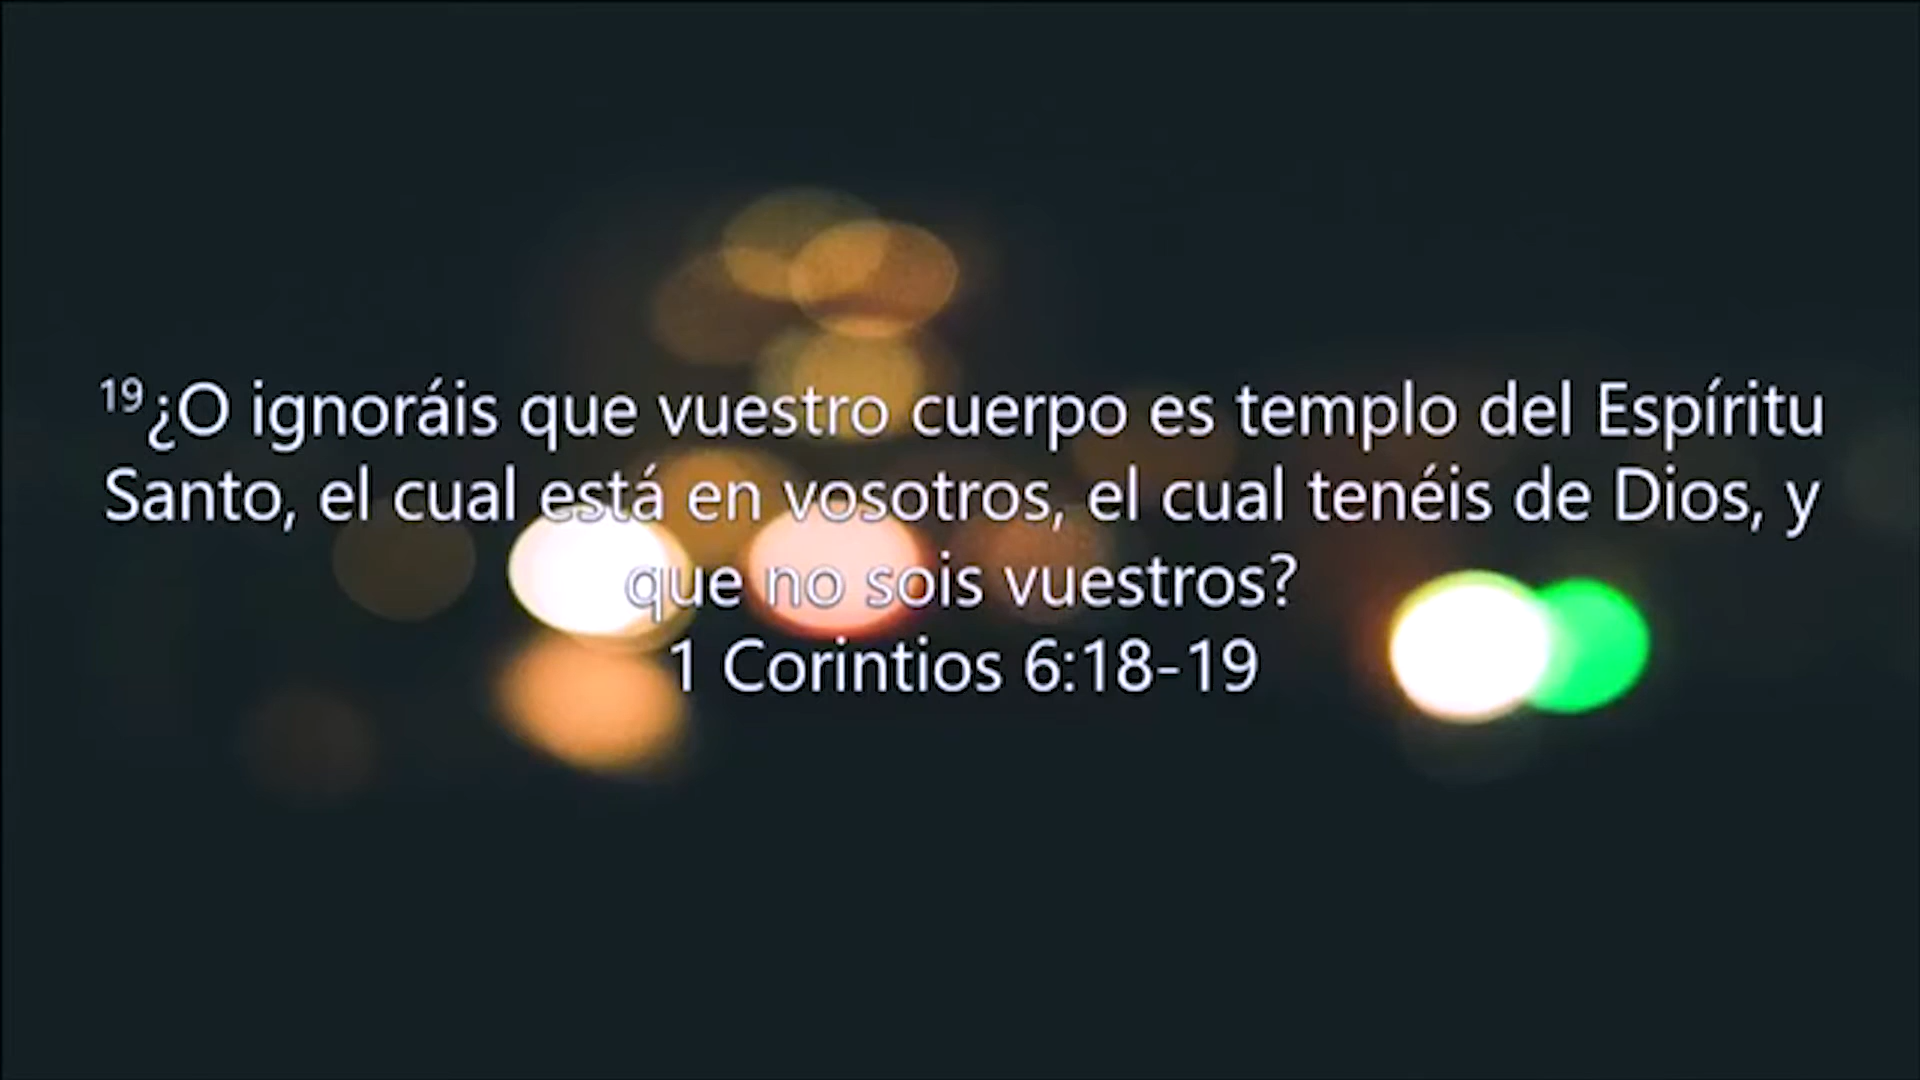 19¿O ignoráis que vuestro cuerpo es templo del Espíritu
Santo, el cual está en vosotros, el cual tenéis de Dios, y
que no sois vuestros?
1 Corintios 6:18-19